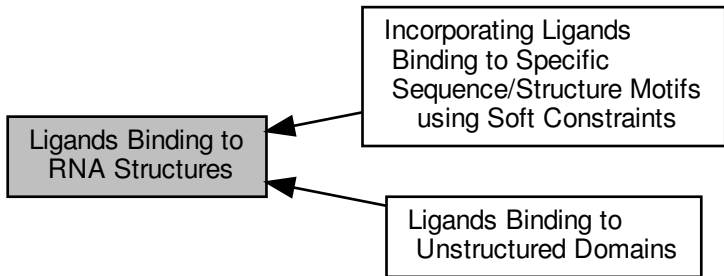 Incorporating Ligands
Binding to Specific
Sequence/Structure Motifs
using Soft Constraints
Ligands Binding to
RNA Structures
Ligands Binding to
Unstructured Domains